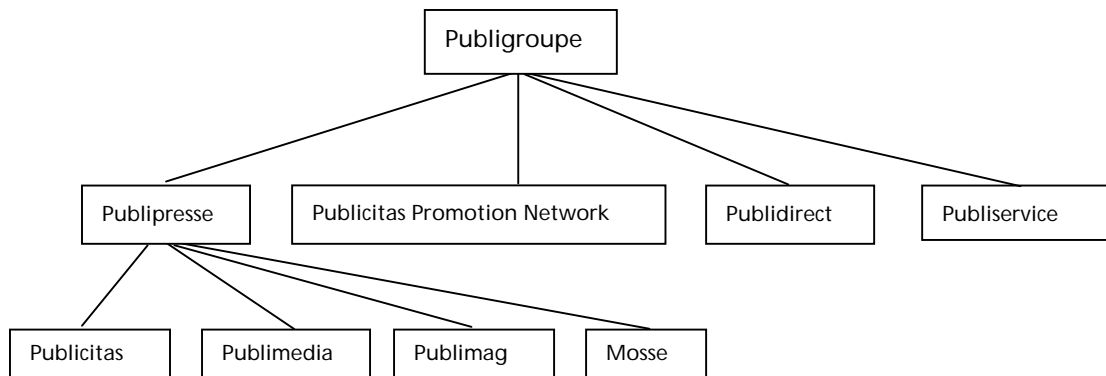 Publigroupe
Publipresse
Publicitas Promotion Network
Publidirect
Publiservice
Publicitas
Publimedia
Publimag
Mosse